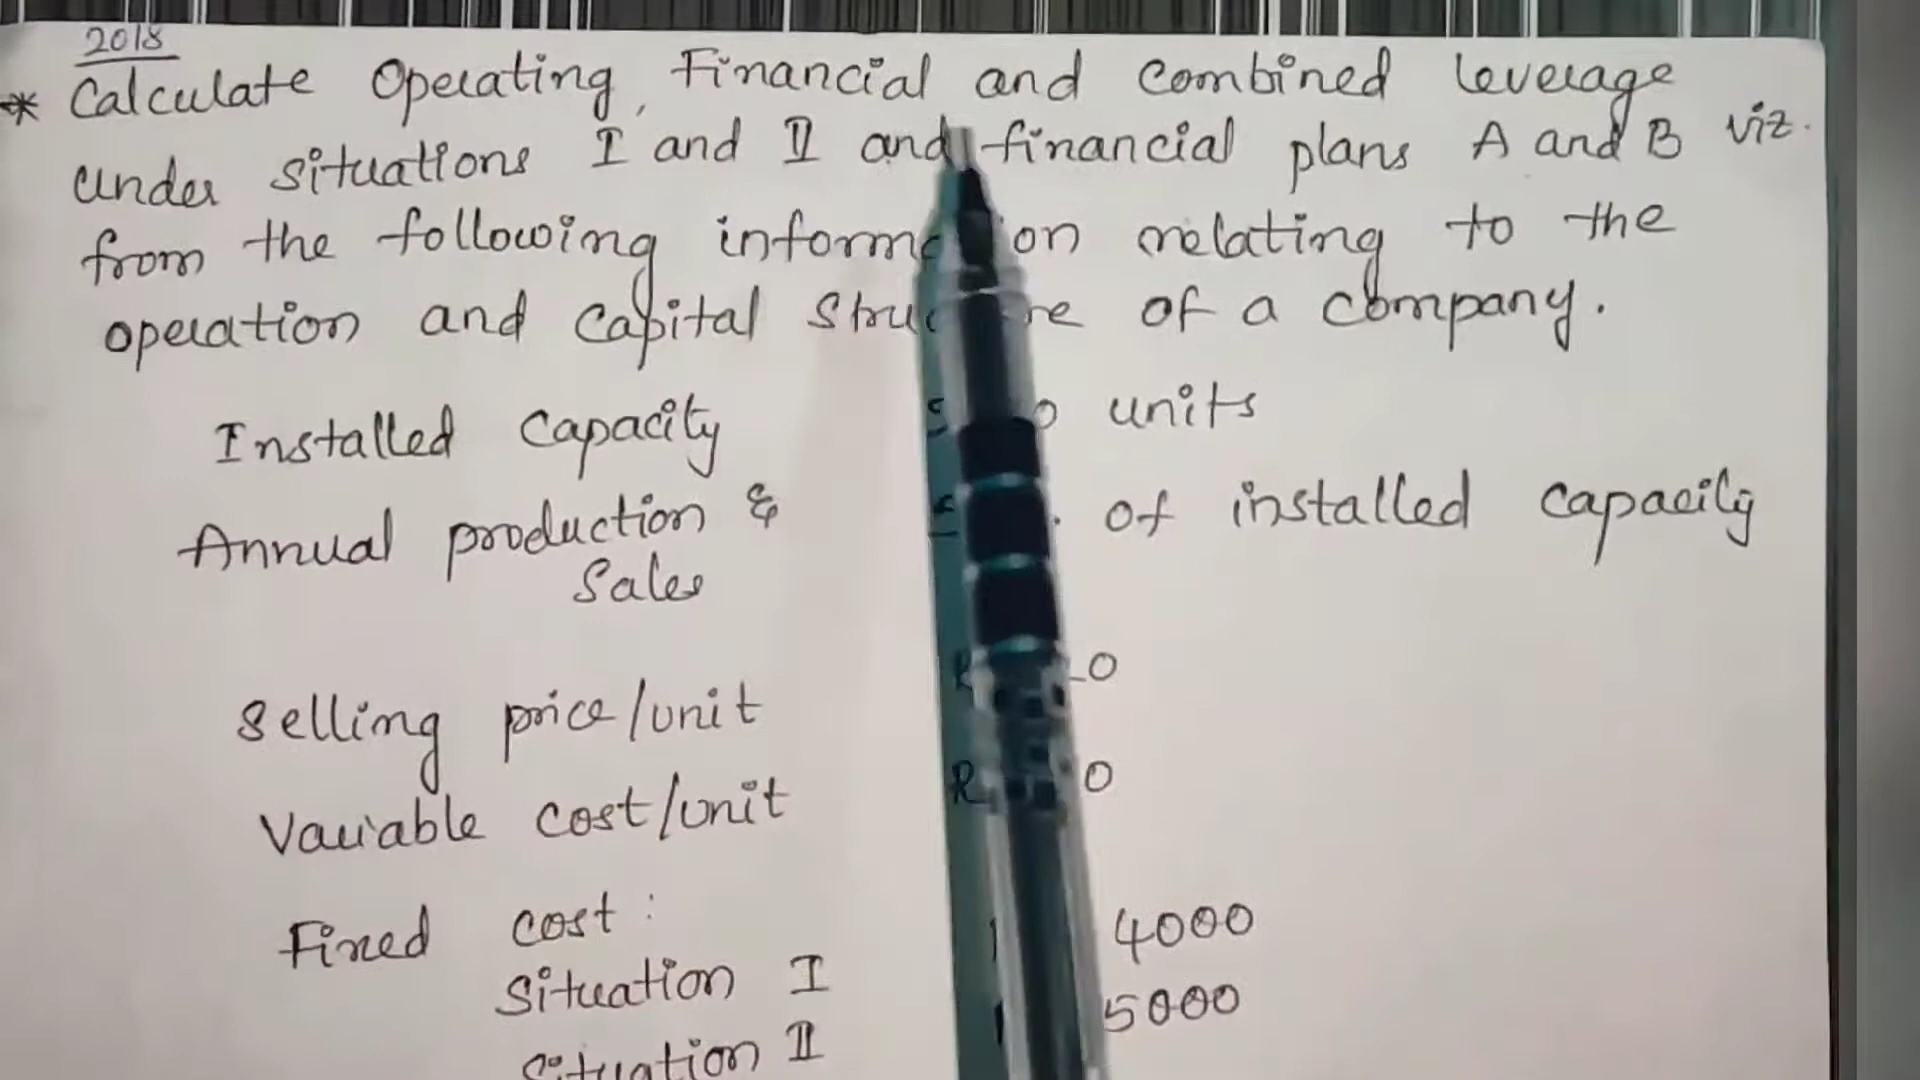 2018
* Calculate Operating, Financial and Combined leverage
under situations I and II and financial plans A and B viz.
from the following relating to the
operation and capital of a company.
Installed Capacity units
Annual production & of installed capacity
Sales
Selling price/unit
Variable cost/unit
Fixed cost:
Situation I 4000
Situation II 5000